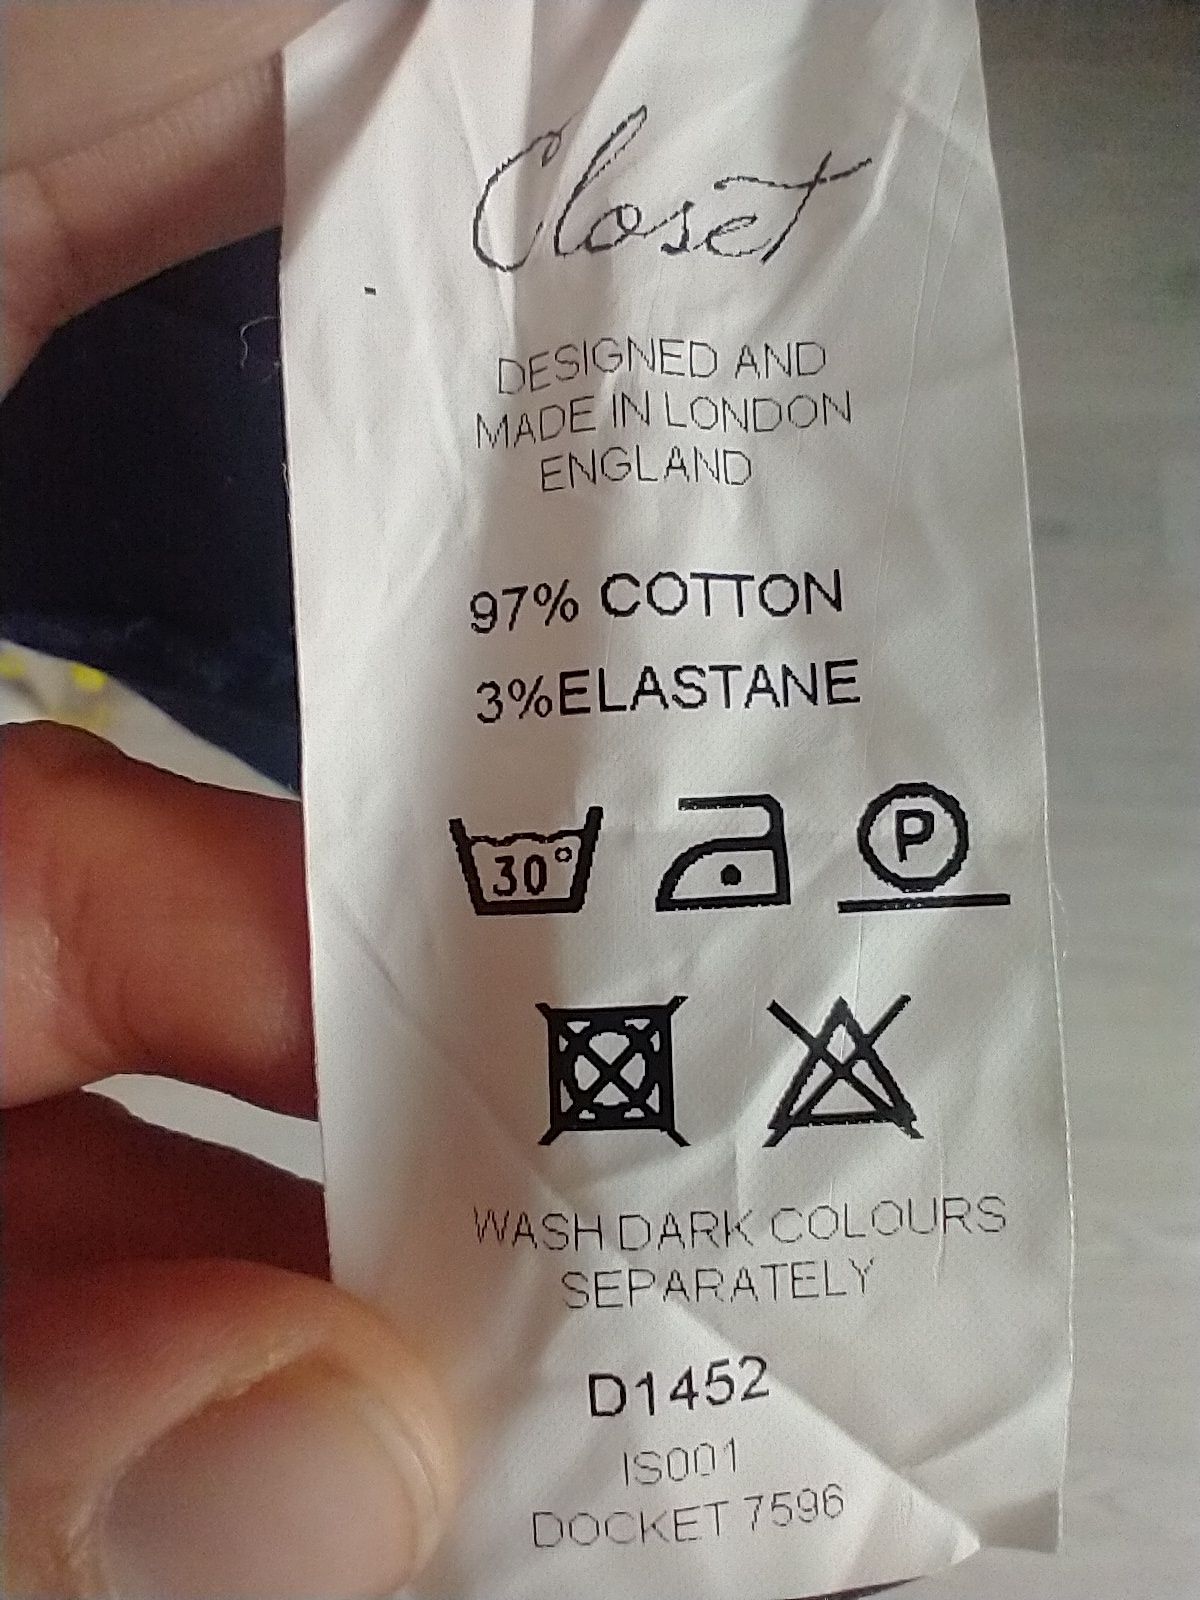 Closet
DESIGNED AND
MADE IN LONDON
ENGLAND
97% COTTON
3%ELASTANE
30°
P
WASH DARK COLOURS
SEPARATELY
D1452
IS001
DOCKET 7596